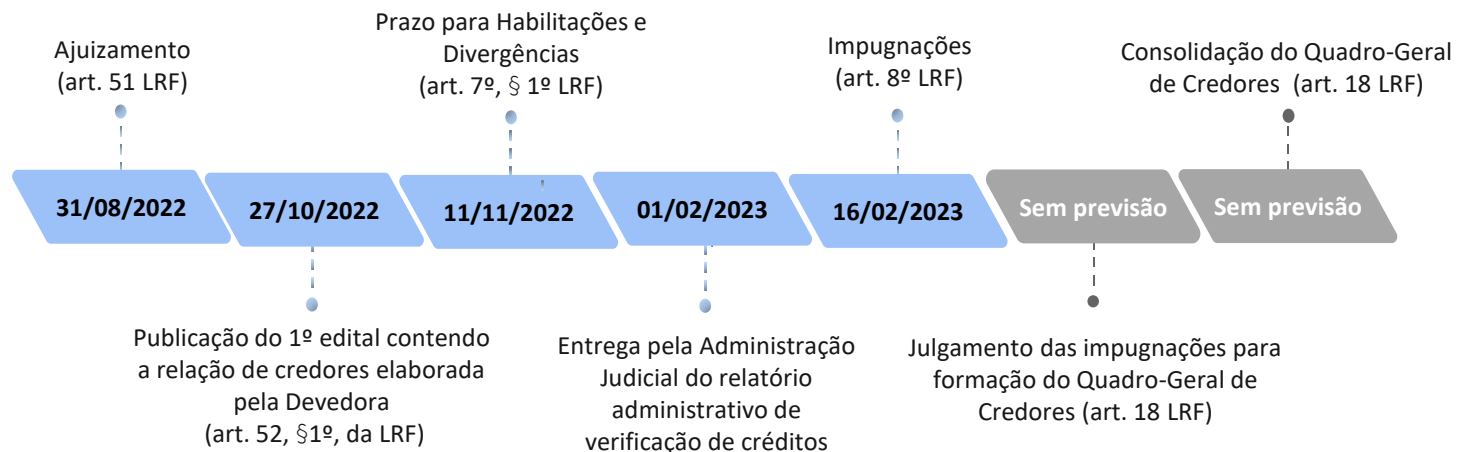 Ajuizamento
(art. 51 LRF)
Prazo para Habilitações e
Divergências
(art. 7º, § 1º LRF)
Impugnações
(art. 8º LRF)
Consolidação do Quadro-Geral
de Credores (art. 18 LRF)
31/08/2022
27/10/2022
11/11/2022
01/02/2023
16/02/2023
Sem previsão
Sem previsão
Publicação do 1º edital contendo
a relação de credores elaborada
pela Devedora
(art. 52, §1º, da LRF)
Entrega pela Administração
Judicial do relatório
administrativo de
verificação de créditos
Julgamento das impugnações para
formação do Quadro-Geral de
Credores (art. 18 LRF)